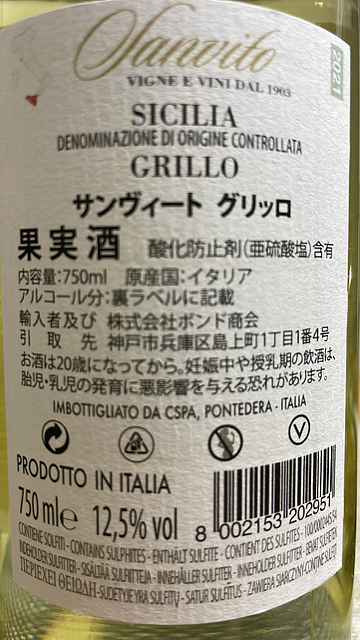 Sanvito
VIGNE E VINI DAL 1903
2021
SICILIA
DENOMINAZIONE DI ORIGINE CONTROLLATA
GRILLO
サンヴィート グリッロ
果実酒 酸化防止剤(亜硫酸塩)含有
内容量:750ml 原産国:イタリア
アルコール分:裏ラベルに記載
輸入者及び 株式会社ボンド商会
引取先 神戸市兵庫区島上町1丁目1番4号
お酒は20歳になってから。妊娠中や授乳期の飲酒は、
胎児・乳児の発育に悪影響を与える恐れがあります。
IMBOTTIGLIATO DA CSPA, PONTEDERA - ITALIA
PRODOTTO IN ITALIA
750 ml e 12,5% vol
8 002153 202951
CONTIENE SOLFITI - CONTAINS SULPHITES - ENTHÄLT SULFITE - CONTIENT DES SULFITES -
INDEHOLDER SULFITTER - SISÄLTÄÄ SULFIITTEJA - INNEHÅLLER SULFITER - INNEHOLDER SULFITTER -
ΠΕΡΙΕΧΕΙ ΘΕΙΩΔΗ - SATUR SULFĪTUS - ZAWIERA SIARCZYNY -